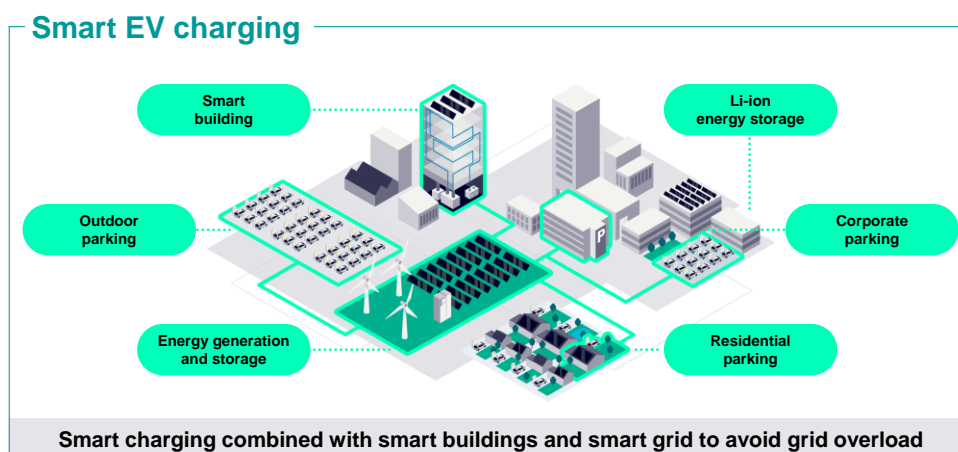 Smart EV charging
Smart
building
Li-ion
energy storage
Outdoor
parking
Corporate
parking
P
Energy generation
and storage
Residential
parking
Smart charging combined with smart buildings and smart grid to avoid grid overload